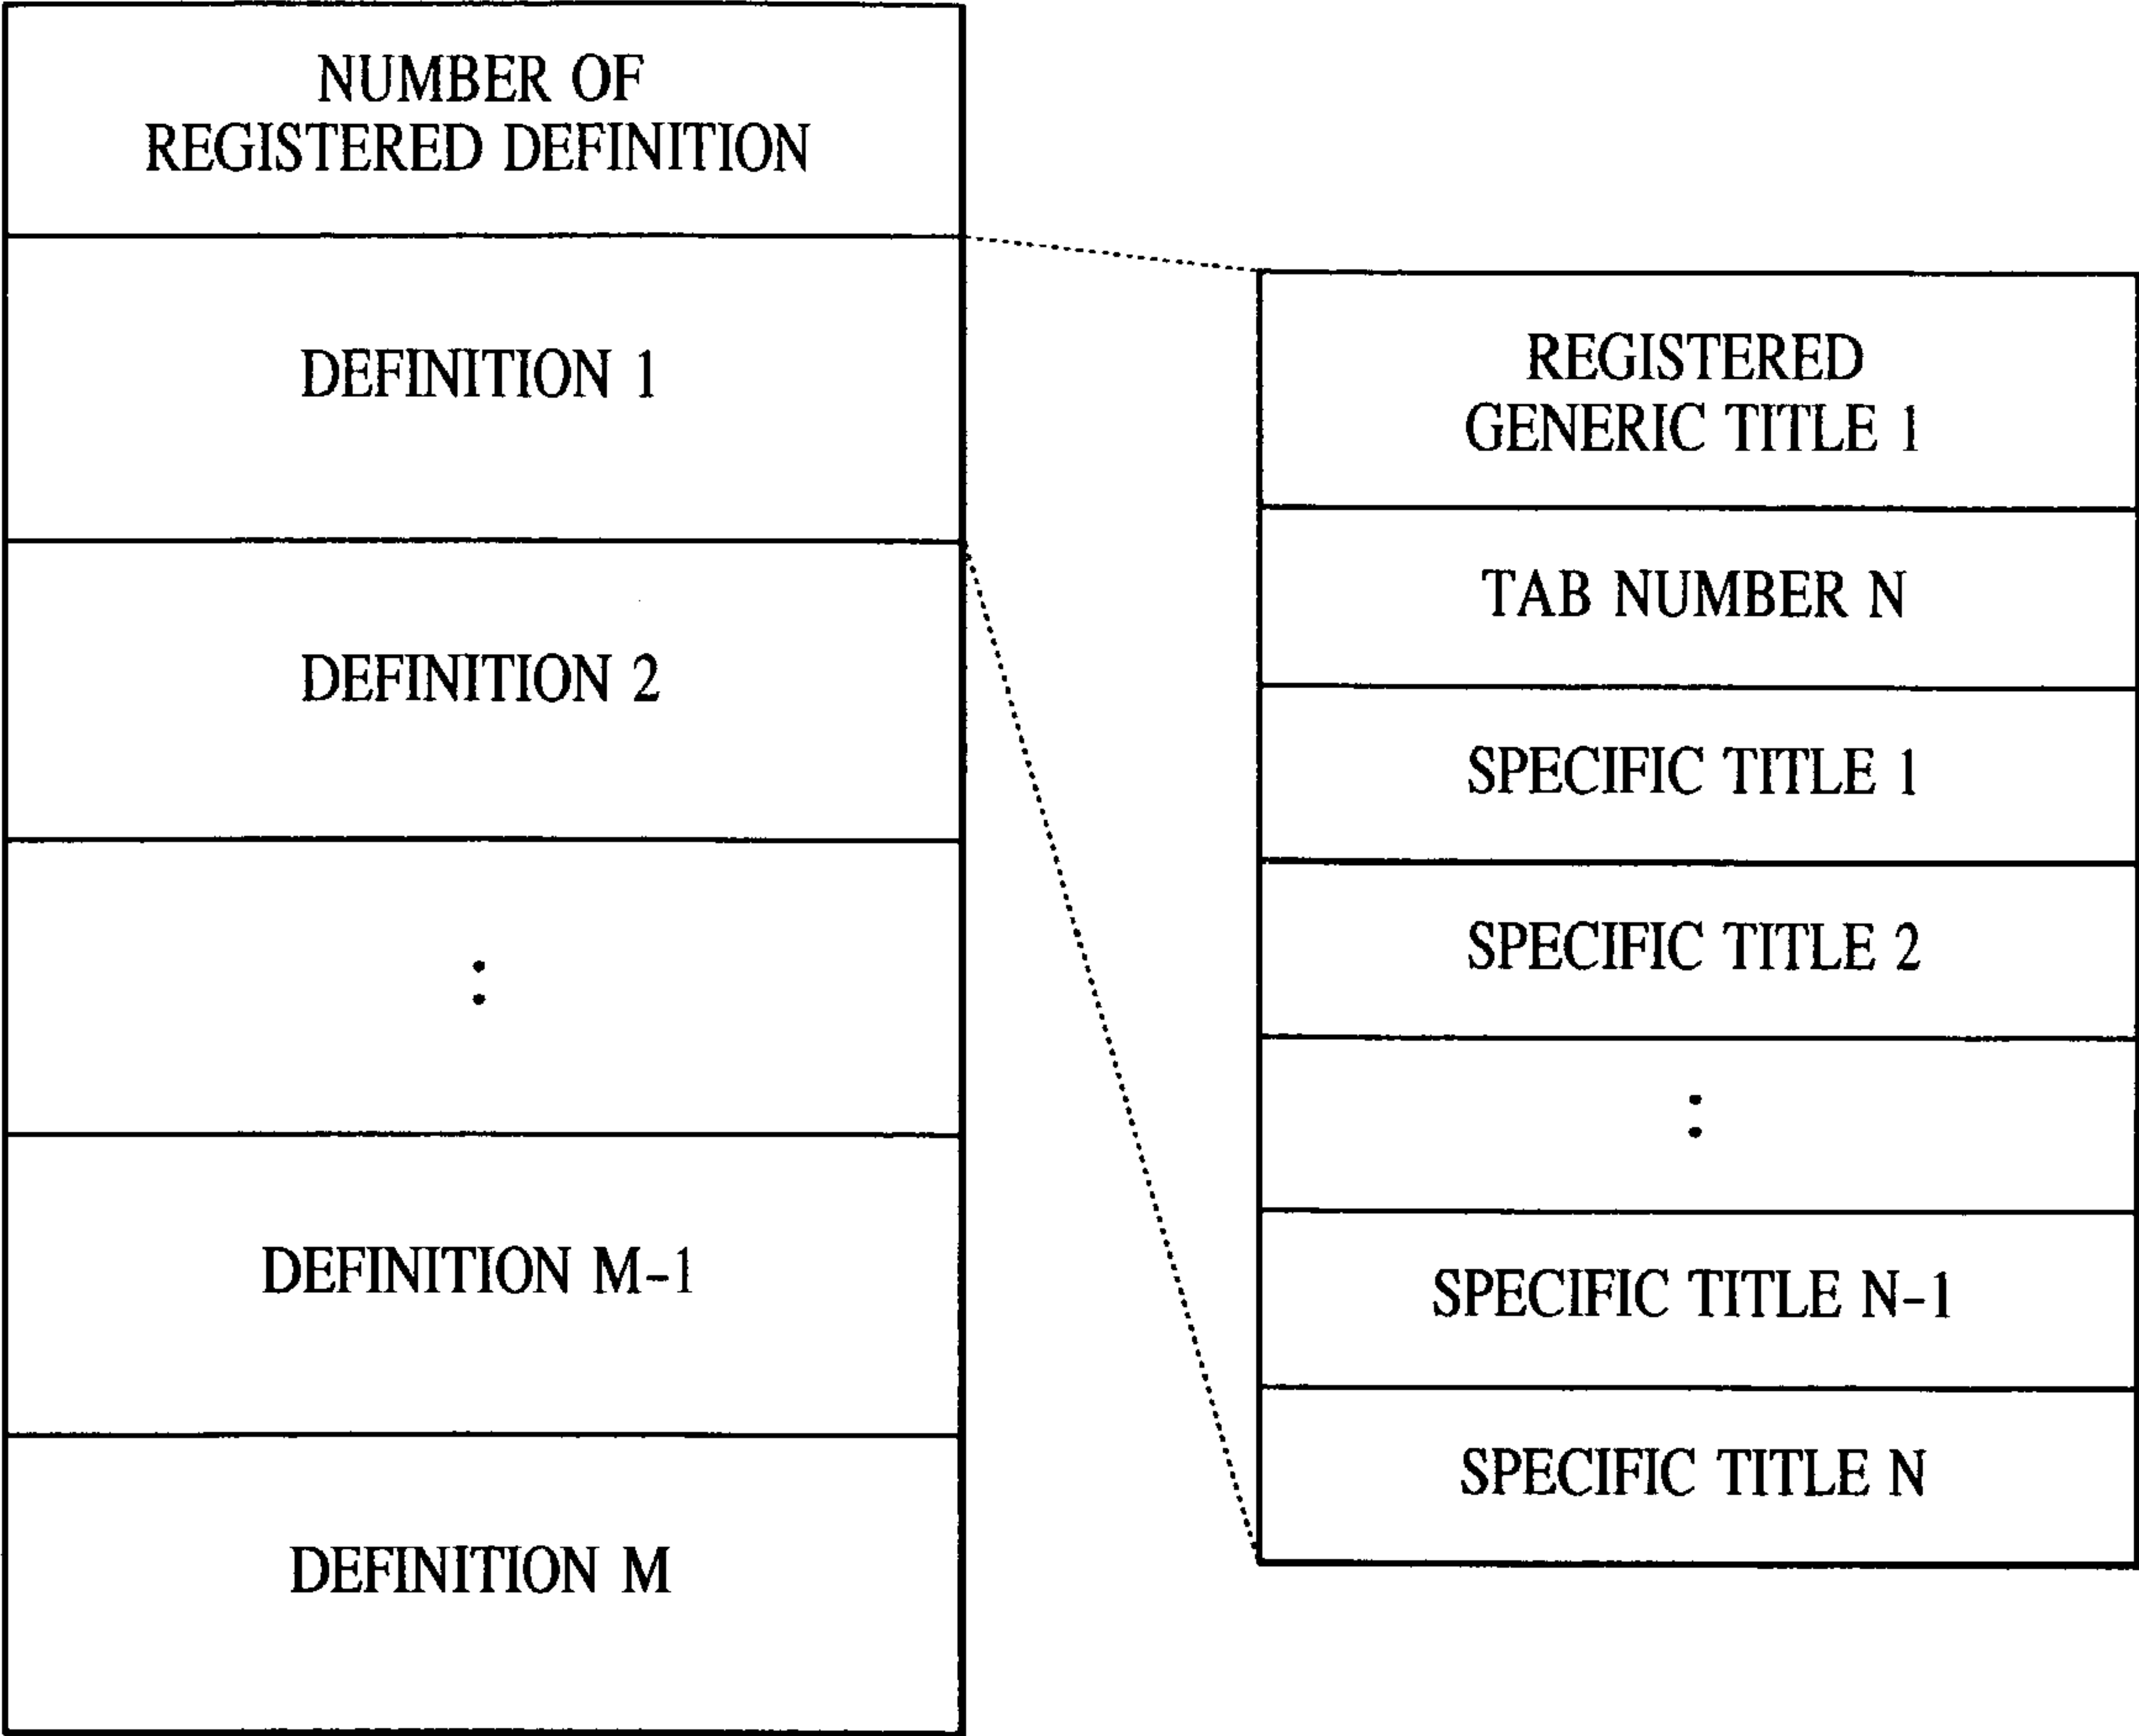 NUMBER OF
REGISTERED DEFINITION
DEFINITION 1
DEFINITION 2
:
DEFINITION M-1
DEFINITION M
REGISTERED
GENERIC TITLE 1
TAB NUMBER N
SPECIFIC TITLE 1
SPECIFIC TITLE 2
:
SPECIFIC TITLE N-1
SPECIFIC TITLE N